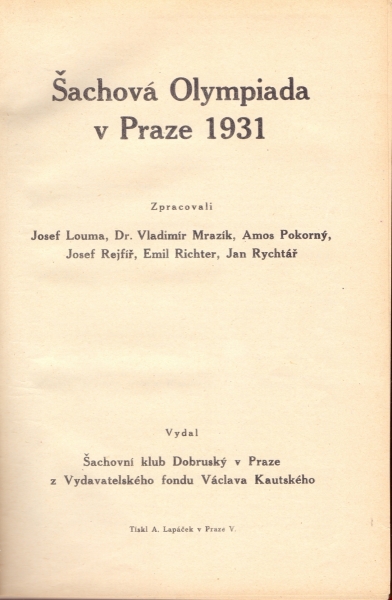 Šachová Olympiada
v Praze 1931
Zpracovali
Josef Louma, Dr. Vladimír Mrazík, Amos Pokorný,
Josef Rejfíř, Emil Richter, Jan Rychtář
Vydal
Šachovní klub Dobruský v Praze
z Vydavatelského fondu Václava Kautského
Tiskl A. Lapáček v Praze V.